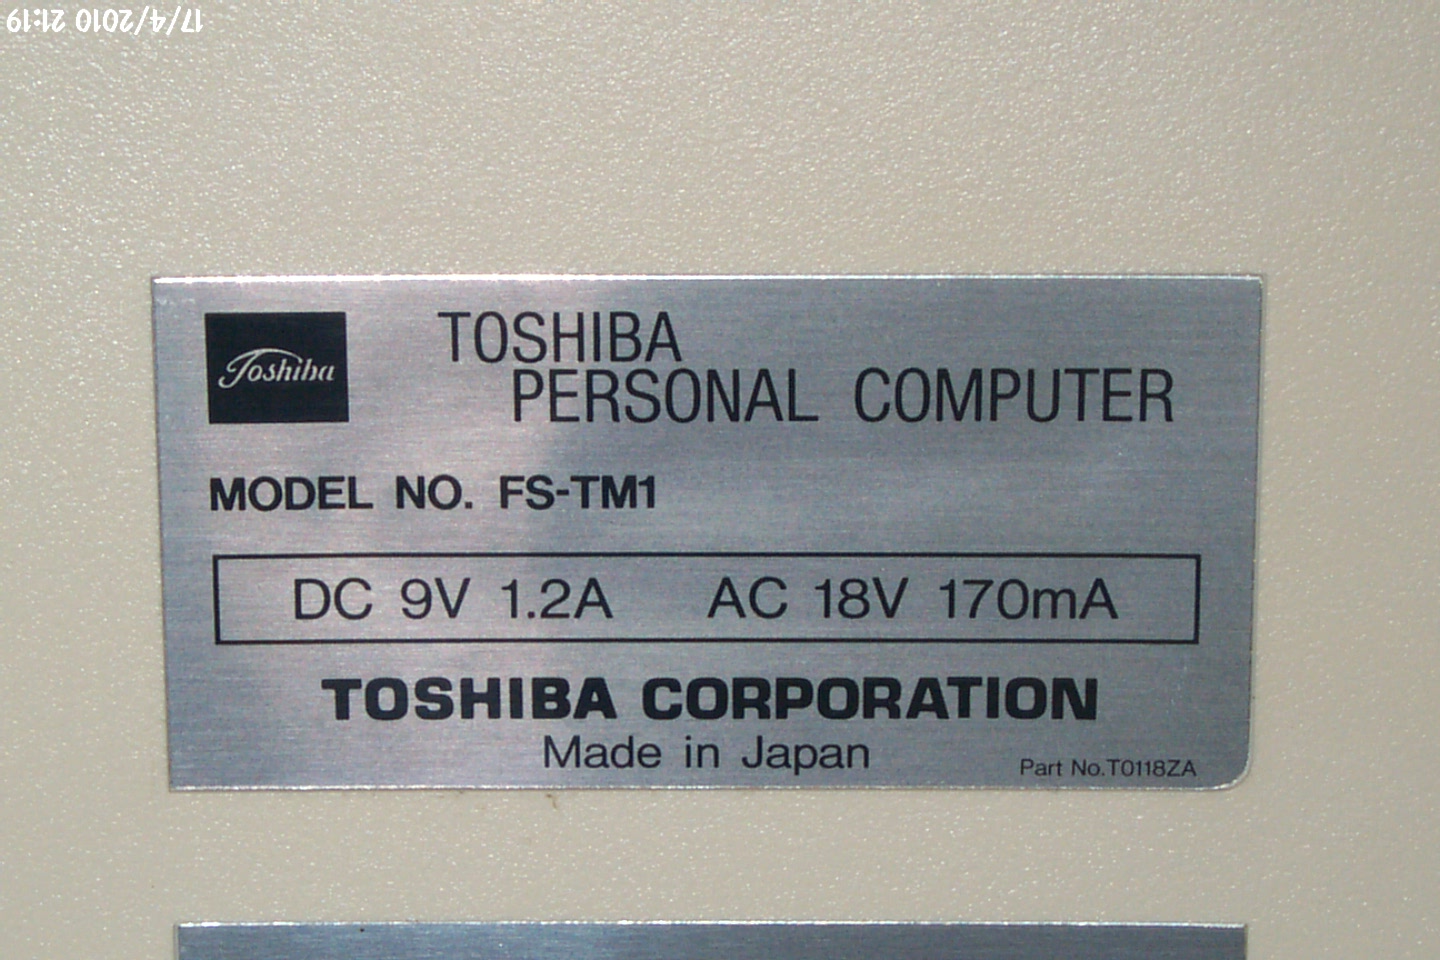 17/4/2010 21:19
Toshiba
TOSHIBA
PERSONAL COMPUTER
MODEL NO. FS-TM1
DC 9V 1.2A AC 18V 170mA
TOSHIBA CORPORATION
Made in Japan
Part No.T0118ZA